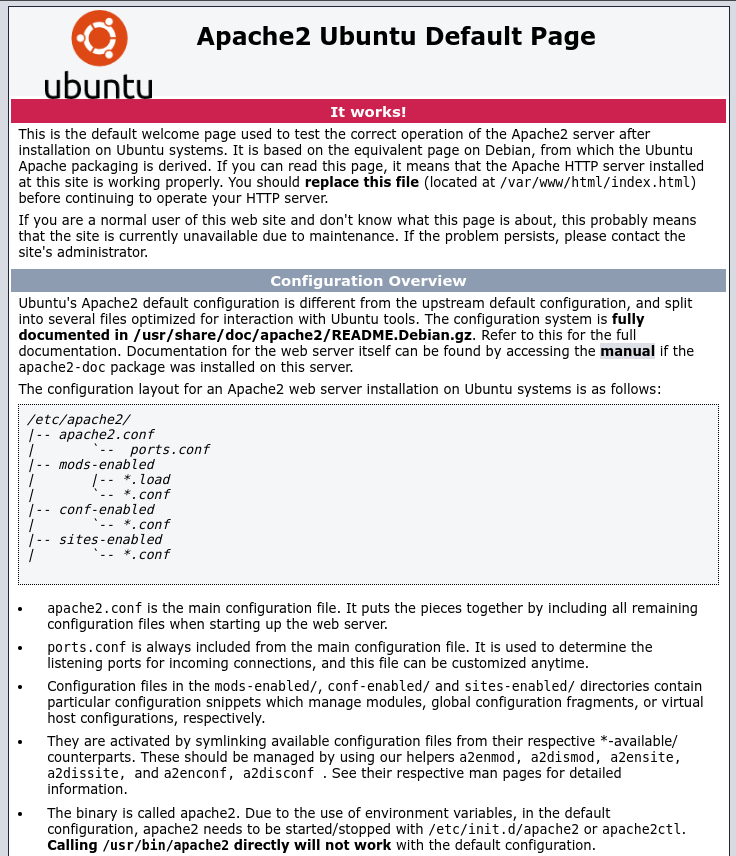 ubuntu
Apache2 Ubuntu Default Page
It works!
This is the default welcome page used to test the correct operation of the Apache2 server after
installation on Ubuntu systems. It is based on the equivalent page on Debian, from which the Ubuntu
Apache packaging is derived. If you can read this page, it means that the Apache HTTP server installed
at this site is working properly. You should replace this file (located at /var/www/html/index.html)
before continuing to operate your HTTP server.
If you are a normal user of this web site and don't know what this page is about, this probably means
that the site is currently unavailable due to maintenance. If the problem persists, please contact the
site's administrator.
Configuration Overview
Ubuntu's Apache2 default configuration is different from the upstream default configuration, and split
into several files optimized for interaction with Ubuntu tools. The configuration system is fully
documented in /usr/share/doc/apache2/README.Debian.gz. Refer to this for the full
documentation. Documentation for the web server itself can be found by accessing the manual if the
apache2-doc package was installed on this server.
The configuration layout for an Apache2 web server installation on Ubuntu systems is as follows:
/etc/apache2/
|-- apache2.conf
|       `--  ports.conf
|-- mods-enabled
|       |-- *.load
|       `-- *.conf
|-- conf-enabled
|       `-- *.conf
|-- sites-enabled
|       `-- *.conf
• apache2.conf is the main configuration file. It puts the pieces together by including all remaining
configuration files when starting up the web server.
• ports.conf is always included from the main configuration file. It is used to determine the
listening ports for incoming connections, and this file can be customized anytime.
• Configuration files in the mods-enabled/, conf-enabled/ and sites-enabled/ directories contain
particular configuration snippets which manage modules, global configuration fragments, or virtual
host configurations, respectively.
• They are activated by symlinking available configuration files from their respective *-available/
counterparts. These should be managed by using our helpers a2enmod, a2dismod, a2ensite,
a2dissite, and a2enconf, a2disconf . See their respective man pages for detailed
information.
• The binary is called apache2. Due to the use of environment variables, in the default
configuration, apache2 needs to be started/stopped with /etc/init.d/apache2 or apache2ctl.
Calling /usr/bin/apache2 directly will not work with the default configuration.